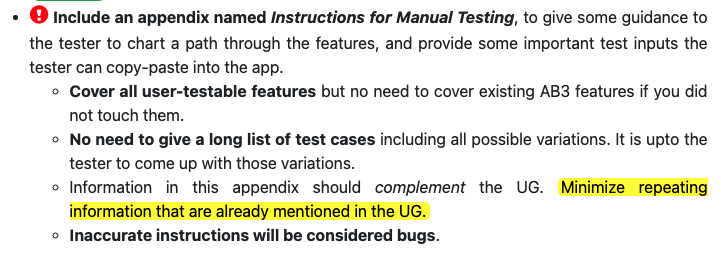 • ! Include an appendix named Instructions for Manual Testing, to give some guidance to
the tester to chart a path through the features, and provide some important test inputs the
tester can copy-paste into the app.
◦ Cover all user-testable features but no need to cover existing AB3 features if you did
not touch them.
◦ No need to give a long list of test cases including all possible variations. It is upto the
tester to come up with those variations.
◦ Information in this appendix should complement the UG. Minimize repeating
information that are already mentioned in the UG.
◦ Inaccurate instructions will be considered bugs.